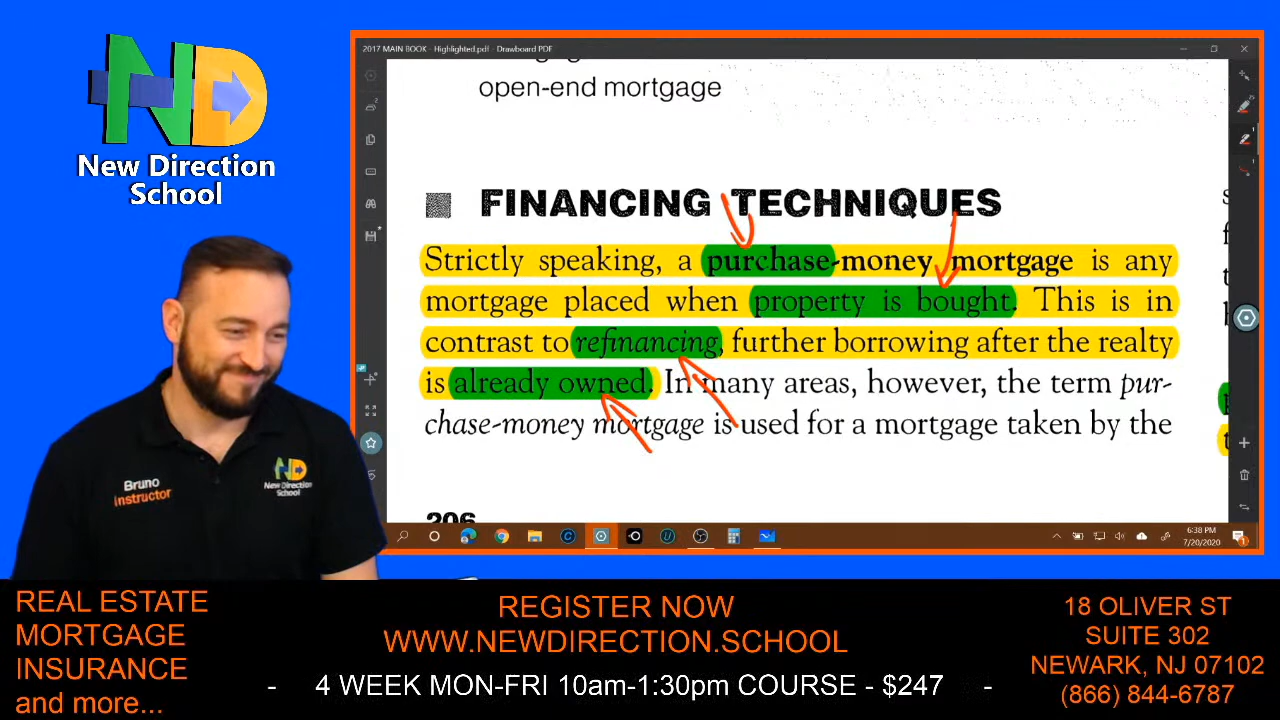 ND
New Direction
School
2017 MAIN BOOK - Highlighted.pdf - Drawboard PDF
open-end mortgage
FINANCING TECHNIQUES
Strictly speaking, a purchase-money mortgage is any
mortgage placed when property is bought. This is in
contrast to refinancing, further borrowing after the realty
is already owned. In many areas, however, the term pur-
chase-money mortgage is used for a mortgage taken by the
206
6:38 PM
7/20/2020
Bruno
instructor
New Direction
School
REAL ESTATE
MORTGAGE
INSURANCE
and more...
REGISTER NOW
WWW.NEWDIRECTION.SCHOOL
- 4 WEEK MON-FRI 10am-1:30pm COURSE - $247 -
18 OLIVER ST
SUITE 302
NEWARK, NJ 07102
(866) 844-6787